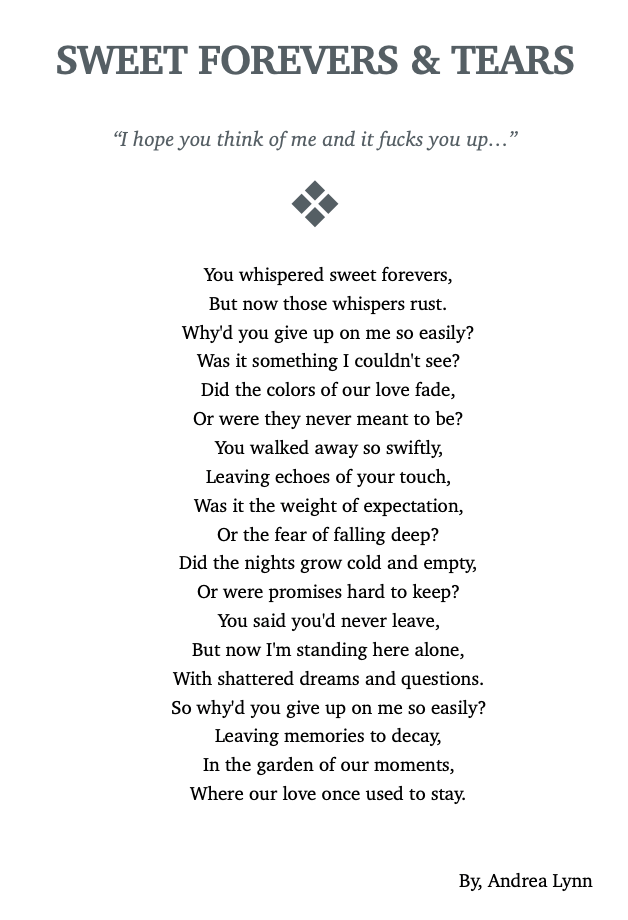 SWEET FOREVERS & TEARS
“I hope you think of me and it fucks you up…”
You whispered sweet forevers,
But now those whispers rust.
Why'd you give up on me so easily?
Was it something I couldn't see?
Did the colors of our love fade,
Or were they never meant to be?
You walked away so swiftly,
Leaving echoes of your touch,
Was it the weight of expectation,
Or the fear of falling deep?
Did the nights grow cold and empty,
Or were promises hard to keep?
You said you'd never leave,
But now I'm standing here alone,
With shattered dreams and questions.
So why'd you give up on me so easily?
Leaving memories to decay,
In the garden of our moments,
Where our love once used to stay.
By, Andrea Lynn